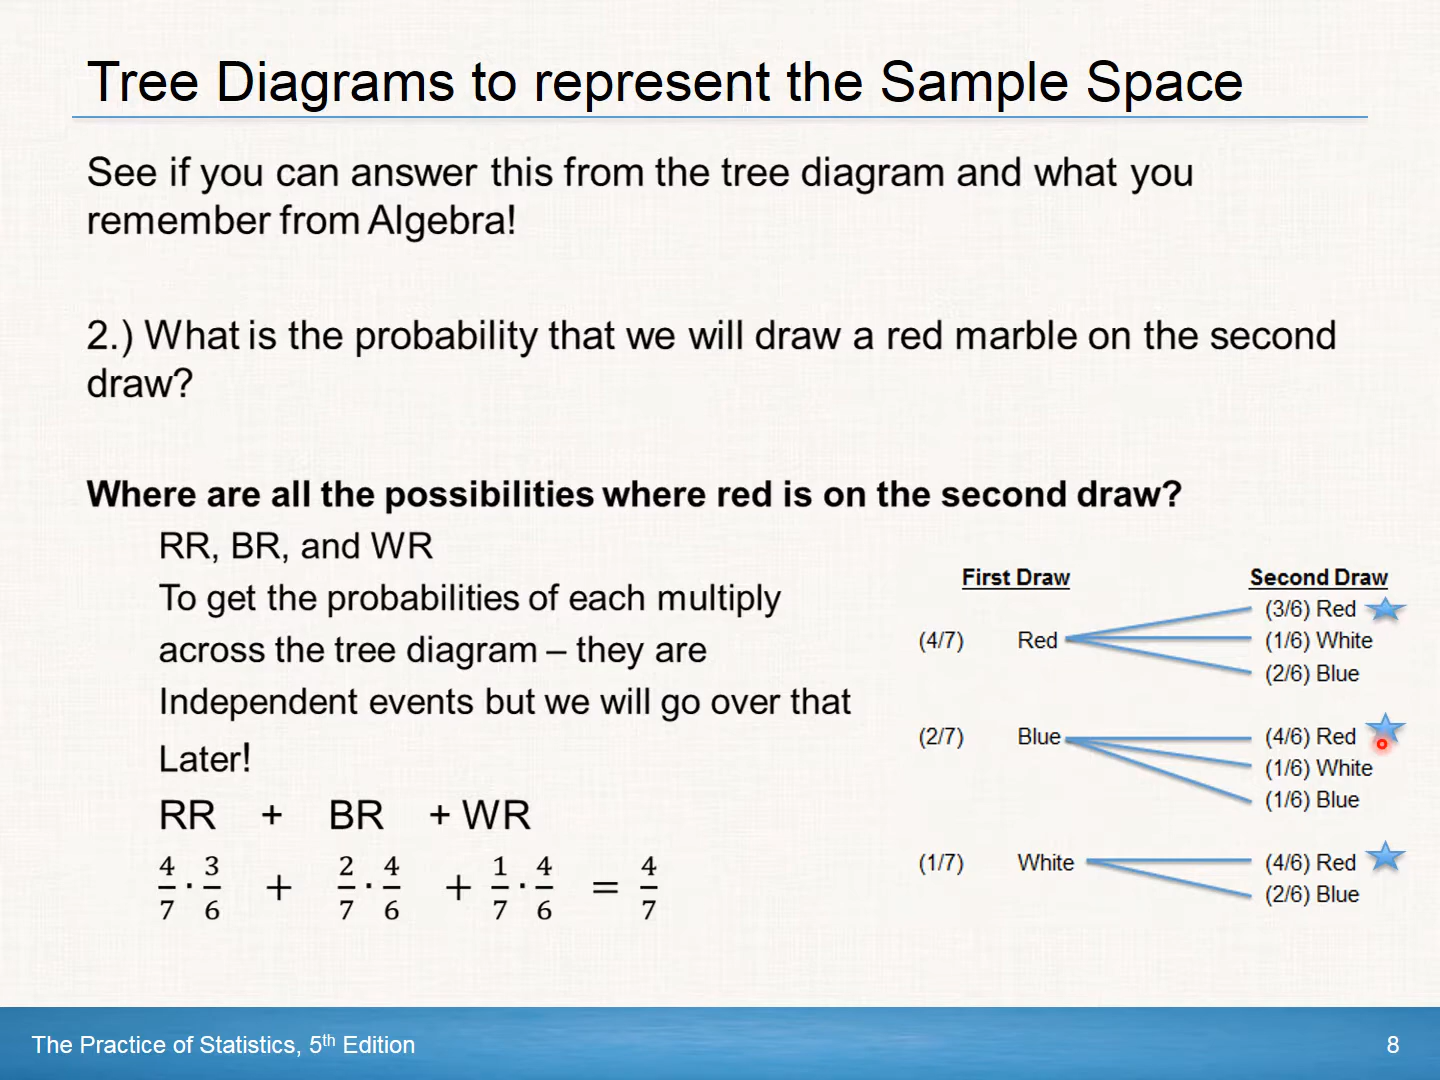 Tree Diagrams to represent the Sample Space
See if you can answer this from the tree diagram and what you
remember from Algebra!
2.) What is the probability that we will draw a red marble on the second
draw?
Where are all the possibilities where red is on the second draw?
RR, BR, and WR
To get the probabilities of each multiply
across the tree diagram – they are
Independent events but we will go over that
Later!
RR + BR + WR
4/7 · 3/6 + 2/7 · 4/6 + 1/7 · 4/6 = 4/7
First Draw Second Draw
(3/6) Red
(4/7) Red (1/6) White
(2/6) Blue
(2/7) Blue (4/6) Red
(1/6) White
(1/6) Blue
(1/7) White (4/6) Red
(2/6) Blue
The Practice of Statistics, 5th Edition 8